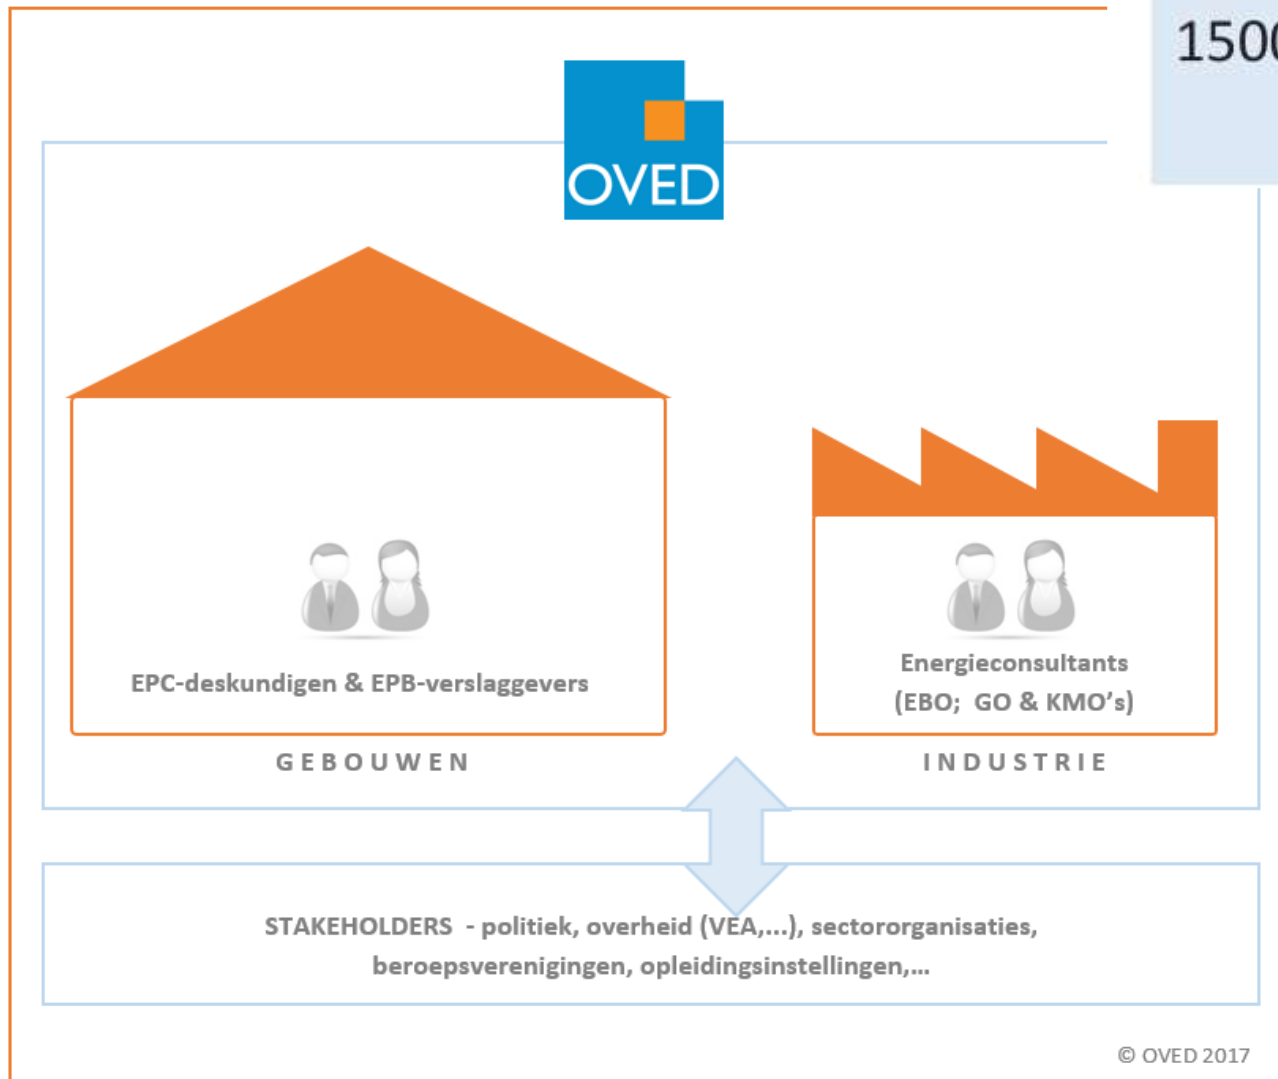 1500
OVED
EPC-deskundigen & EPB-verslaggevers
GEBOUWEN
Energieconsultants
(EBO; GO & KMO's)
INDUSTRIE
STAKEHOLDERS - politiek, overheid (VEA,...), sectororganisaties,
beroepsverenigingen, opleidingsinstellingen,...
© OVED 2017